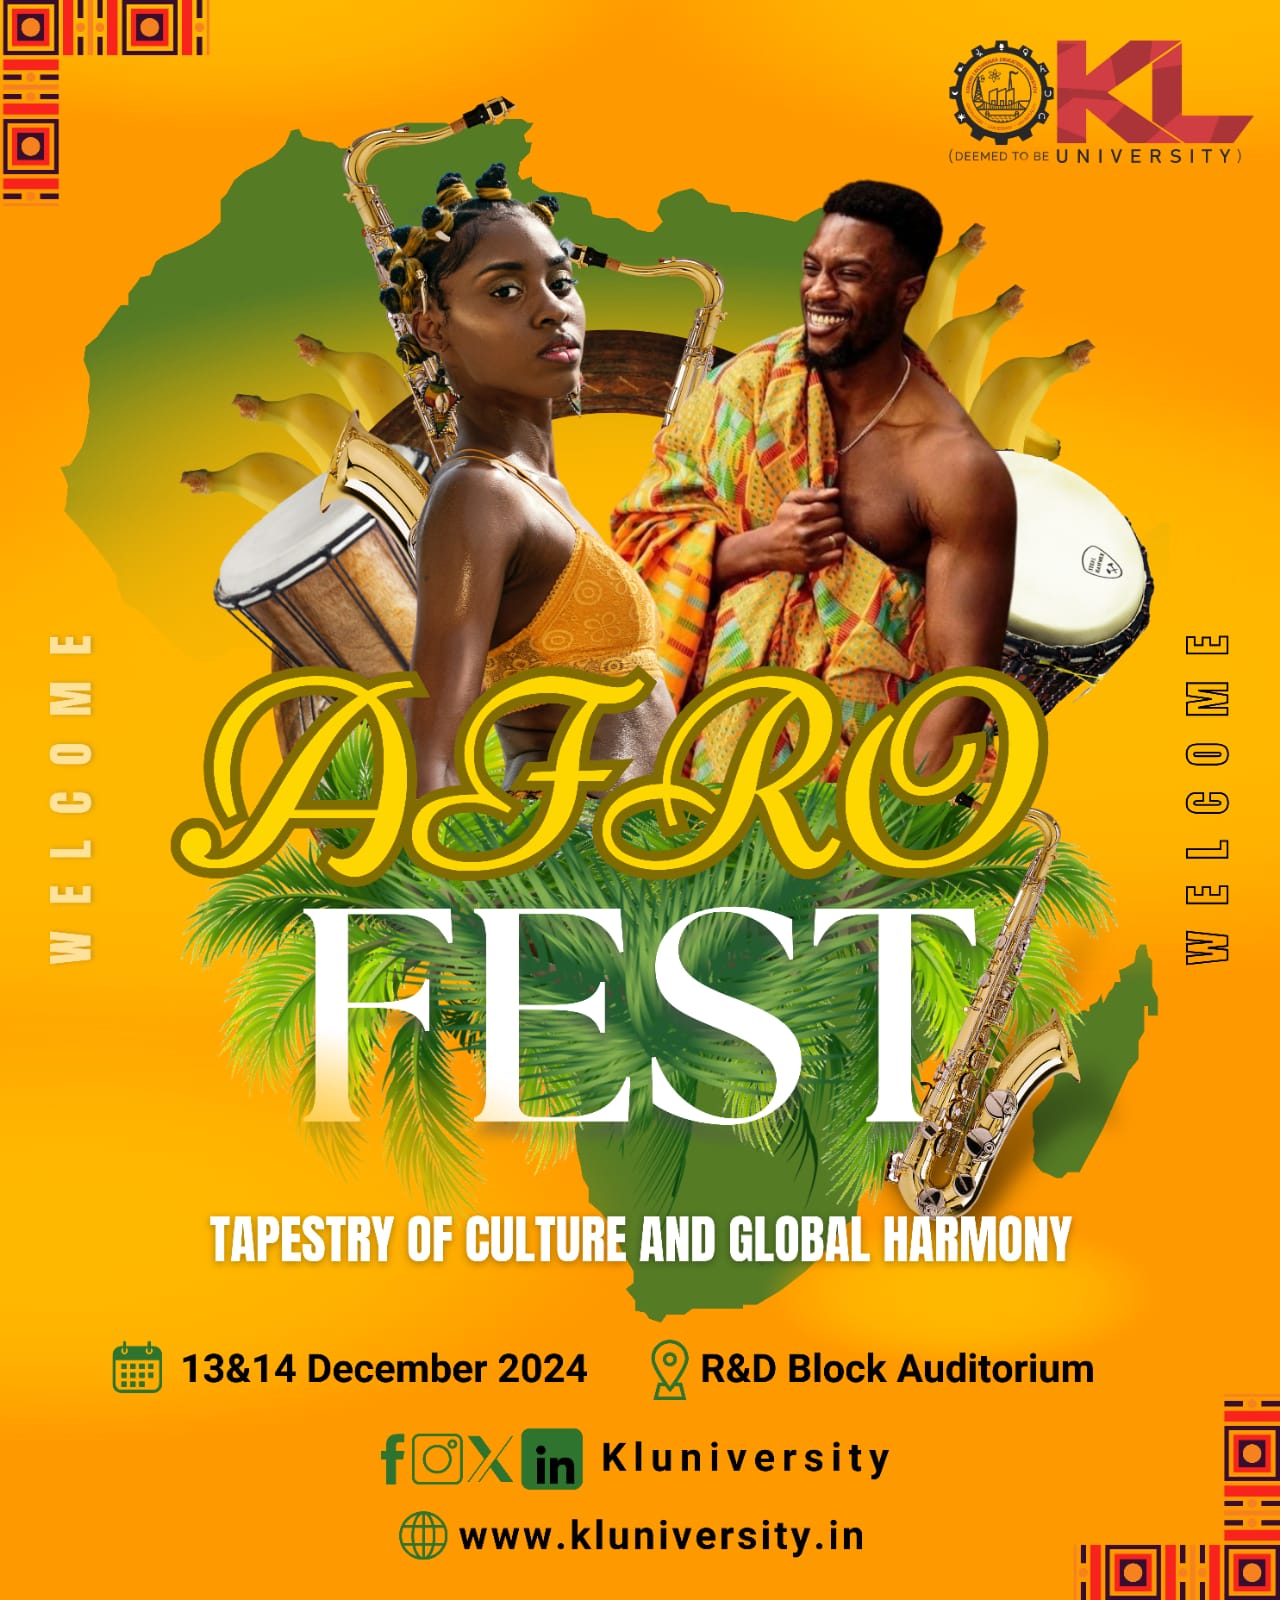 KL
(DEEMED TO BE UNIVERSITY)
WELCOME
WELCOME
AFRO
FEST
TAPESTRY OF CULTURE AND GLOBAL HARMONY
13&14 December 2024
R&D Block Auditorium
Kluniversity
www.kluniversity.in